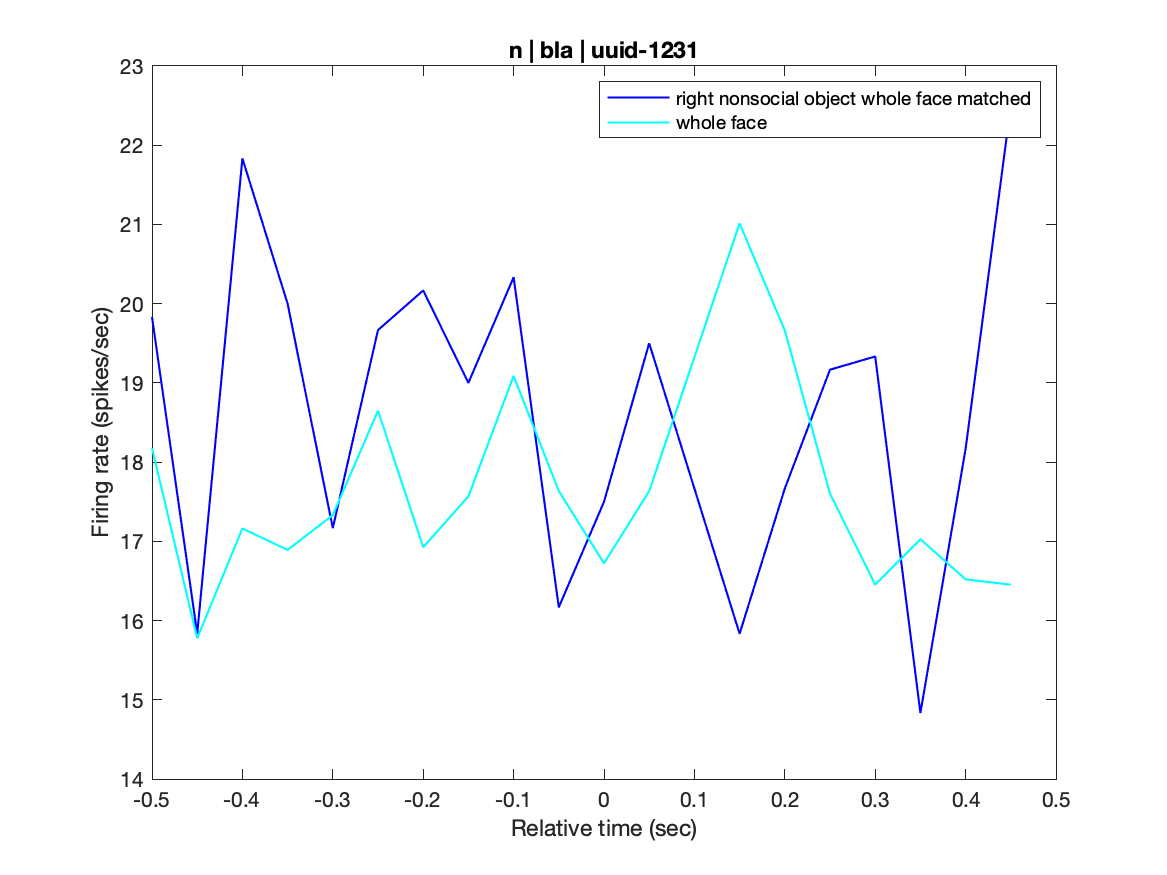 n | bla | uuid-1231
right nonsocial object whole face matched
whole face
Firing rate (spikes/sec)
23
22
21
20
19
18
17
16
15
14
-0.5 -0.4 -0.3 -0.2 -0.1 0 0.1 0.2 0.3 0.4 0.5
Relative time (sec)